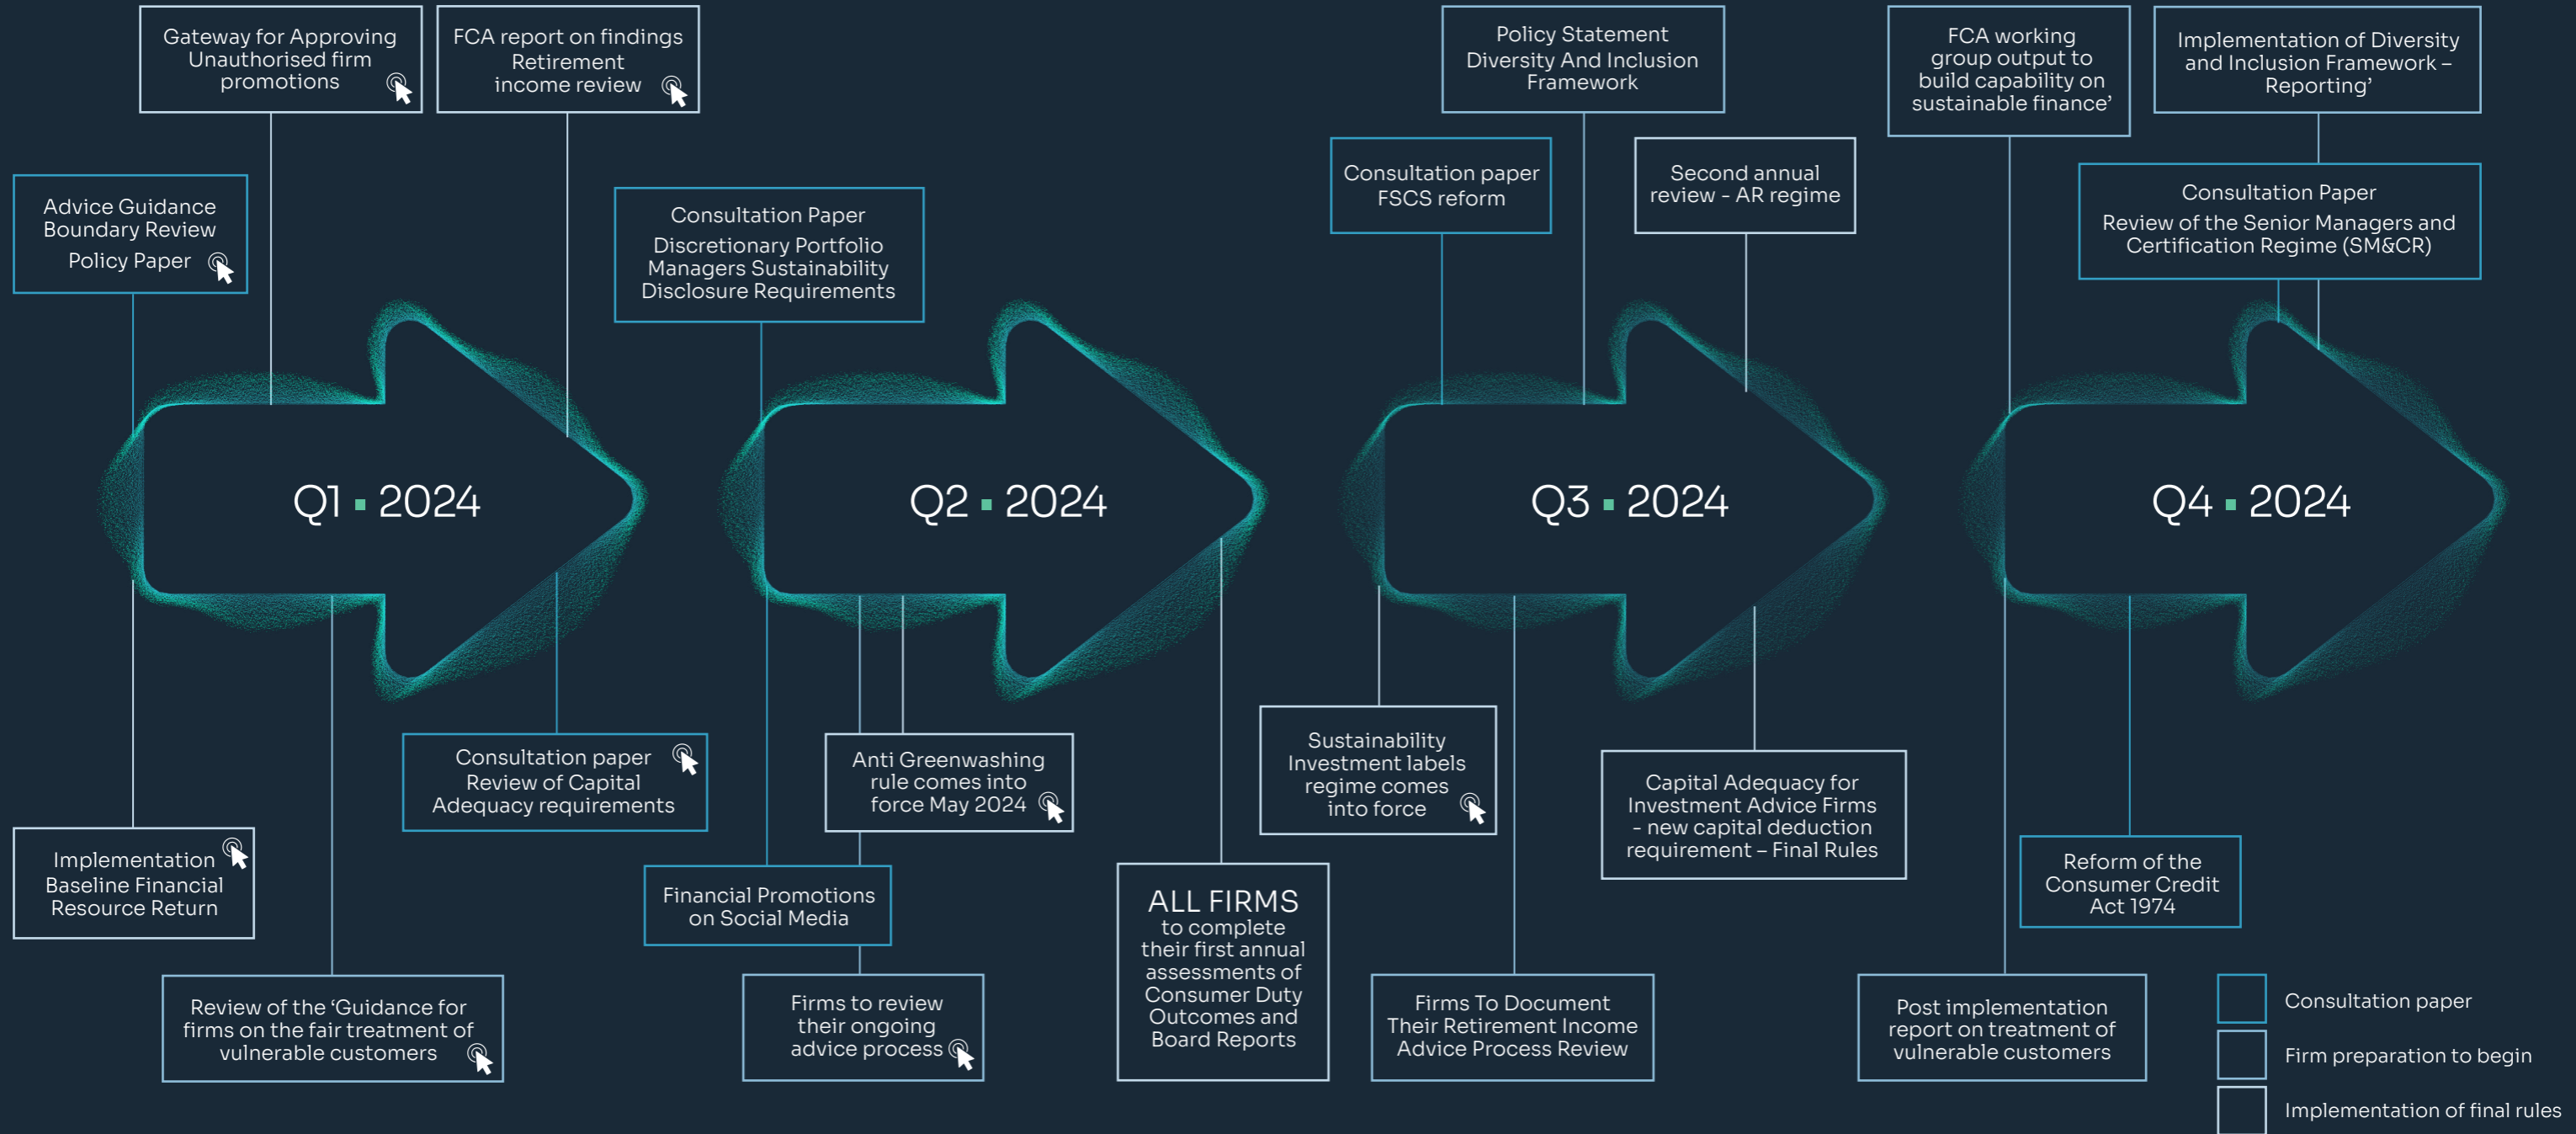 Gateway for Approving
Unauthorised firm
promotions
FCA report on findings
Retirement
income review
Advice Guidance
Boundary Review
Policy Paper
Q1 ▪ 2024
Implementation
Baseline Financial
Resource Return
Review of the ‘Guidance for
firms on the fair treatment of
vulnerable customers
Consultation paper
Review of Capital
Adequacy requirements
Consultation Paper
Discretionary Portfolio
Managers Sustainability
Disclosure Requirements
Q2 ▪ 2024
Anti Greenwashing
rule comes into
force May 2024
Financial Promotions
on Social Media
Firms to review
their ongoing
advice process
ALL FIRMS
to complete
their first annual
assessments of
Consumer Duty
Outcomes and
Board Reports
Policy Statement
Diversity And Inclusion
Framework
Consultation paper
FSCS reform
Second annual
review - AR regime
Q3 ▪ 2024
Sustainability
Investment labels
regime comes
into force
Firms To Document
Their Retirement Income
Advice Process Review
Capital Adequacy for
Investment Advice Firms
- new capital deduction
requirement – Final Rules
FCA working
group output to
build capability on
sustainable finance’
Implementation of Diversity
and Inclusion Framework –
Reporting’
Consultation Paper
Review of the Senior Managers and
Certification Regime (SM&CR)
Q4 ▪ 2024
Reform of the
Consumer Credit
Act 1974
Post implementation
report on treatment of
vulnerable customers
Consultation paper
Firm preparation to begin
Implementation of final rules